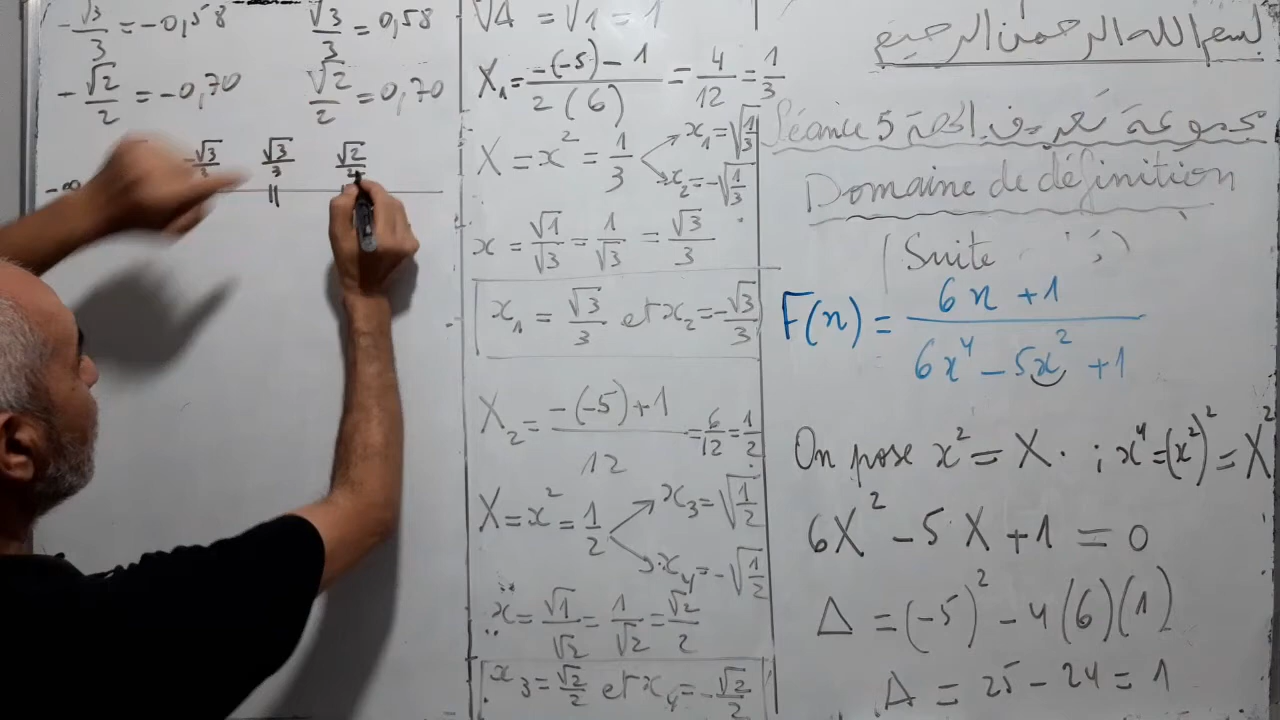 -√3/3 = -0,58    √3/3 = 0,58
-√2/2 = -0,70    √2/2 = 0,70
-∞    -√3/3    √3/3    √2/2
√Δ = √1 = 1
X₁ = (-(-5) - 1)/(2(6)) = 4/12 = 1/3
X = x² = 1/3    x₁ = √(1/3)
x₂ = -√(1/3)
x = √1/√3 = 1/√3 = √3/3
x₁ = √3/3 et x₂ = -√3/3
X₂ = (-(-5) + 1)/12 = 6/12 = 1/2
X = x² = 1/2    x₃ = √(1/2)
x₄ = -√(1/2)
x = √1/√2 = 1/√2 = √2/2
x₃ = √2/2 et x₄ = -√2/2
بسم الله الرحمان الرحيم
مجموعة تعريف الحصة 5 Séance
Domaine de définition
(Suite
F(x) = (6x + 1)/(6x⁴ - 5x² + 1)
On pose x² = X. ; x⁴ = (x²)² = X²
6X² - 5X + 1 = 0
Δ = (-5)² - 4(6)(1)
Δ = 25 - 24 = 1